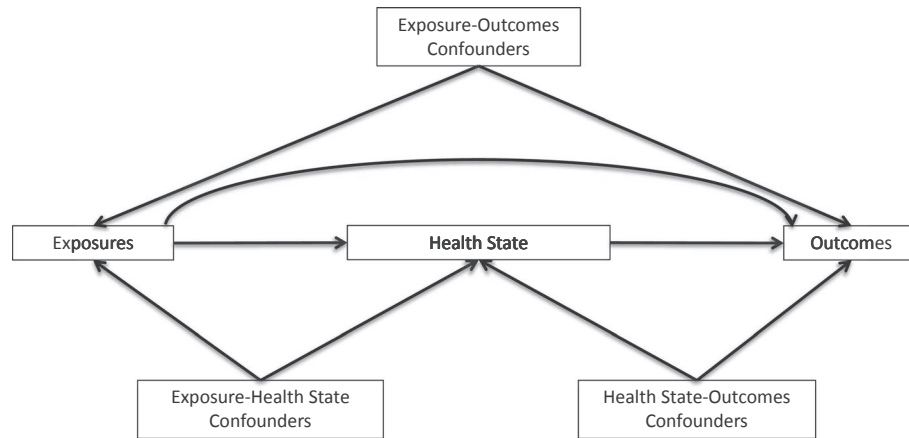 Exposure-Outcomes
Confounders
Exposures
Health State
Outcomes
Exposure-Health State
Confounders
Health State-Outcomes
Confounders